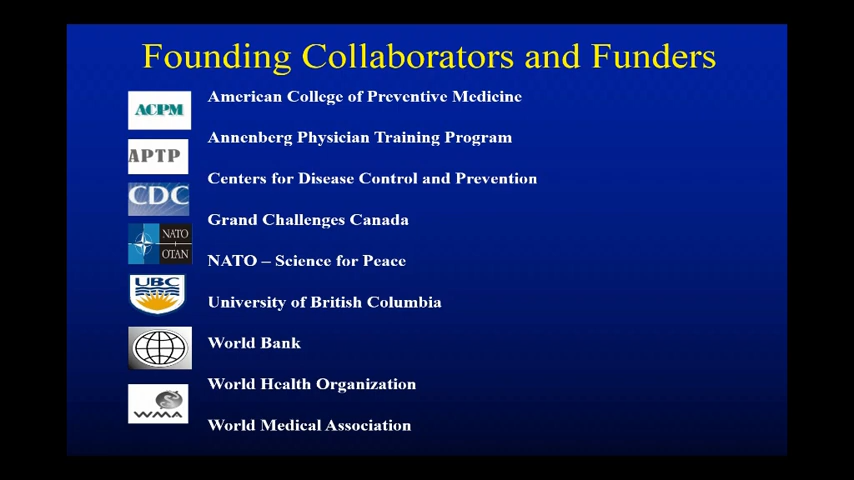 Founding Collaborators and Funders
ACPM
American College of Preventive Medicine
APTP
Annenberg Physician Training Program
CDC
Centers for Disease Control and Prevention
Grand Challenges Canada
NATO
OTAN
NATO – Science for Peace
UBC
University of British Columbia
World Bank
World Health Organization
WMA
World Medical Association